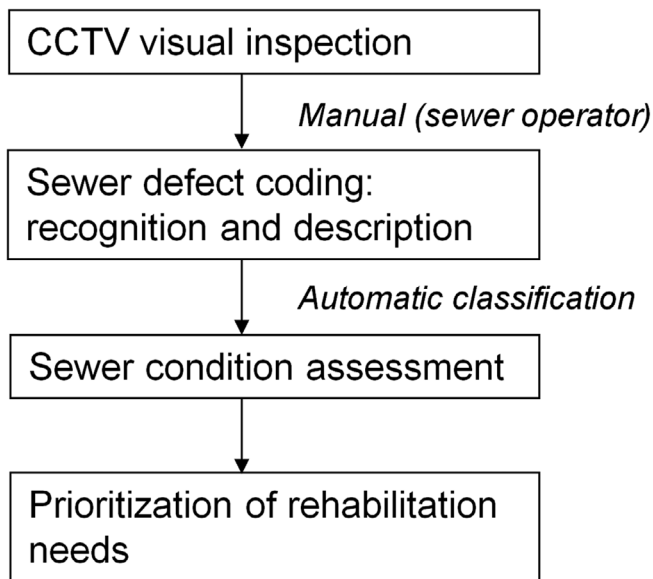 CCTV visual inspection
Manual (sewer operator)
Sewer defect coding:
recognition and description
Automatic classification
Sewer condition assessment
Prioritization of rehabilitation
needs